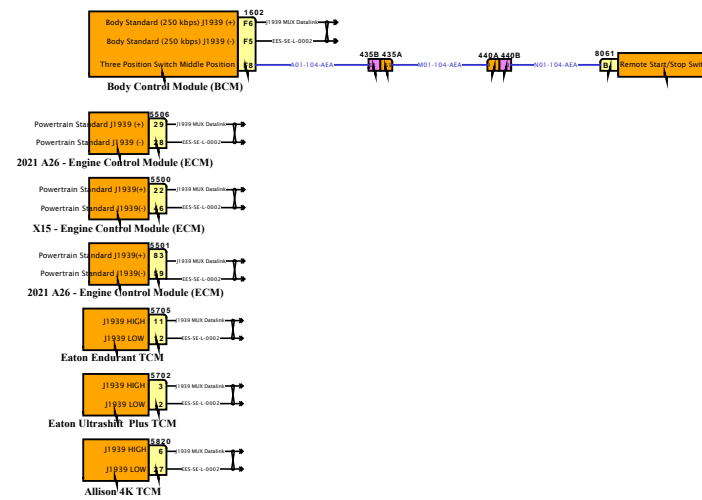 1602
Body Standard (250 kbps) J1939 (+) F6 J1939 MUX Datalink
Body Standard (250 kbps) J1939 (-) F5 EES-SE-L-0002
435B 435A 440A 440B 8061
Three Position Switch Middle Position A01-104-AEA M01-104-AEA N01-104-AEA B Remote Start/Stop Swit
Body Control Module (BCM)
5506
Powertrain Standard J1939 (+) 29 J1939 MUX Datalink
Powertrain Standard J1939 (-) EES-SE-L-0002
2021 A26 - Engine Control Module (ECM)
5500
Powertrain Standard J1939(+) 22 J1939 MUX Datalink
Powertrain Standard J1939(-) EES-SE-L-0002
X15 - Engine Control Module (ECM)
5501
Powertrain Standard J1939(+) 83 J1939 MUX Datalink
Powertrain Standard J1939(-) EES-SE-L-0002
2021 A26 - Engine Control Module (ECM)
5705
J1939 HIGH 11 J1939 MUX Datalink
J1939 LOW EES-SE-L-0002
Eaton Endurant TCM
5702
J1939 HIGH 3 J1939 MUX Datalink
J1939 LOW EES-SE-L-0002
Eaton Ultrashift Plus TCM
5820
J1939 HIGH 6 J1939 MUX Datalink
J1939 LOW EES-SE-L-0002
Allison 4K TCM